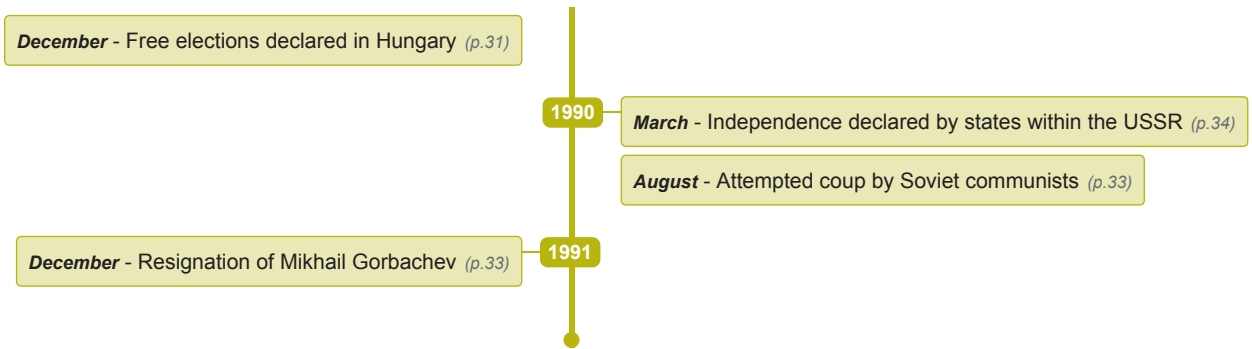 December - Free elections declared in Hungary (p.31)
1990
March - Independence declared by states within the USSR (p.34)
August - Attempted coup by Soviet communists (p.33)
1991
December - Resignation of Mikhail Gorbachev (p.33)